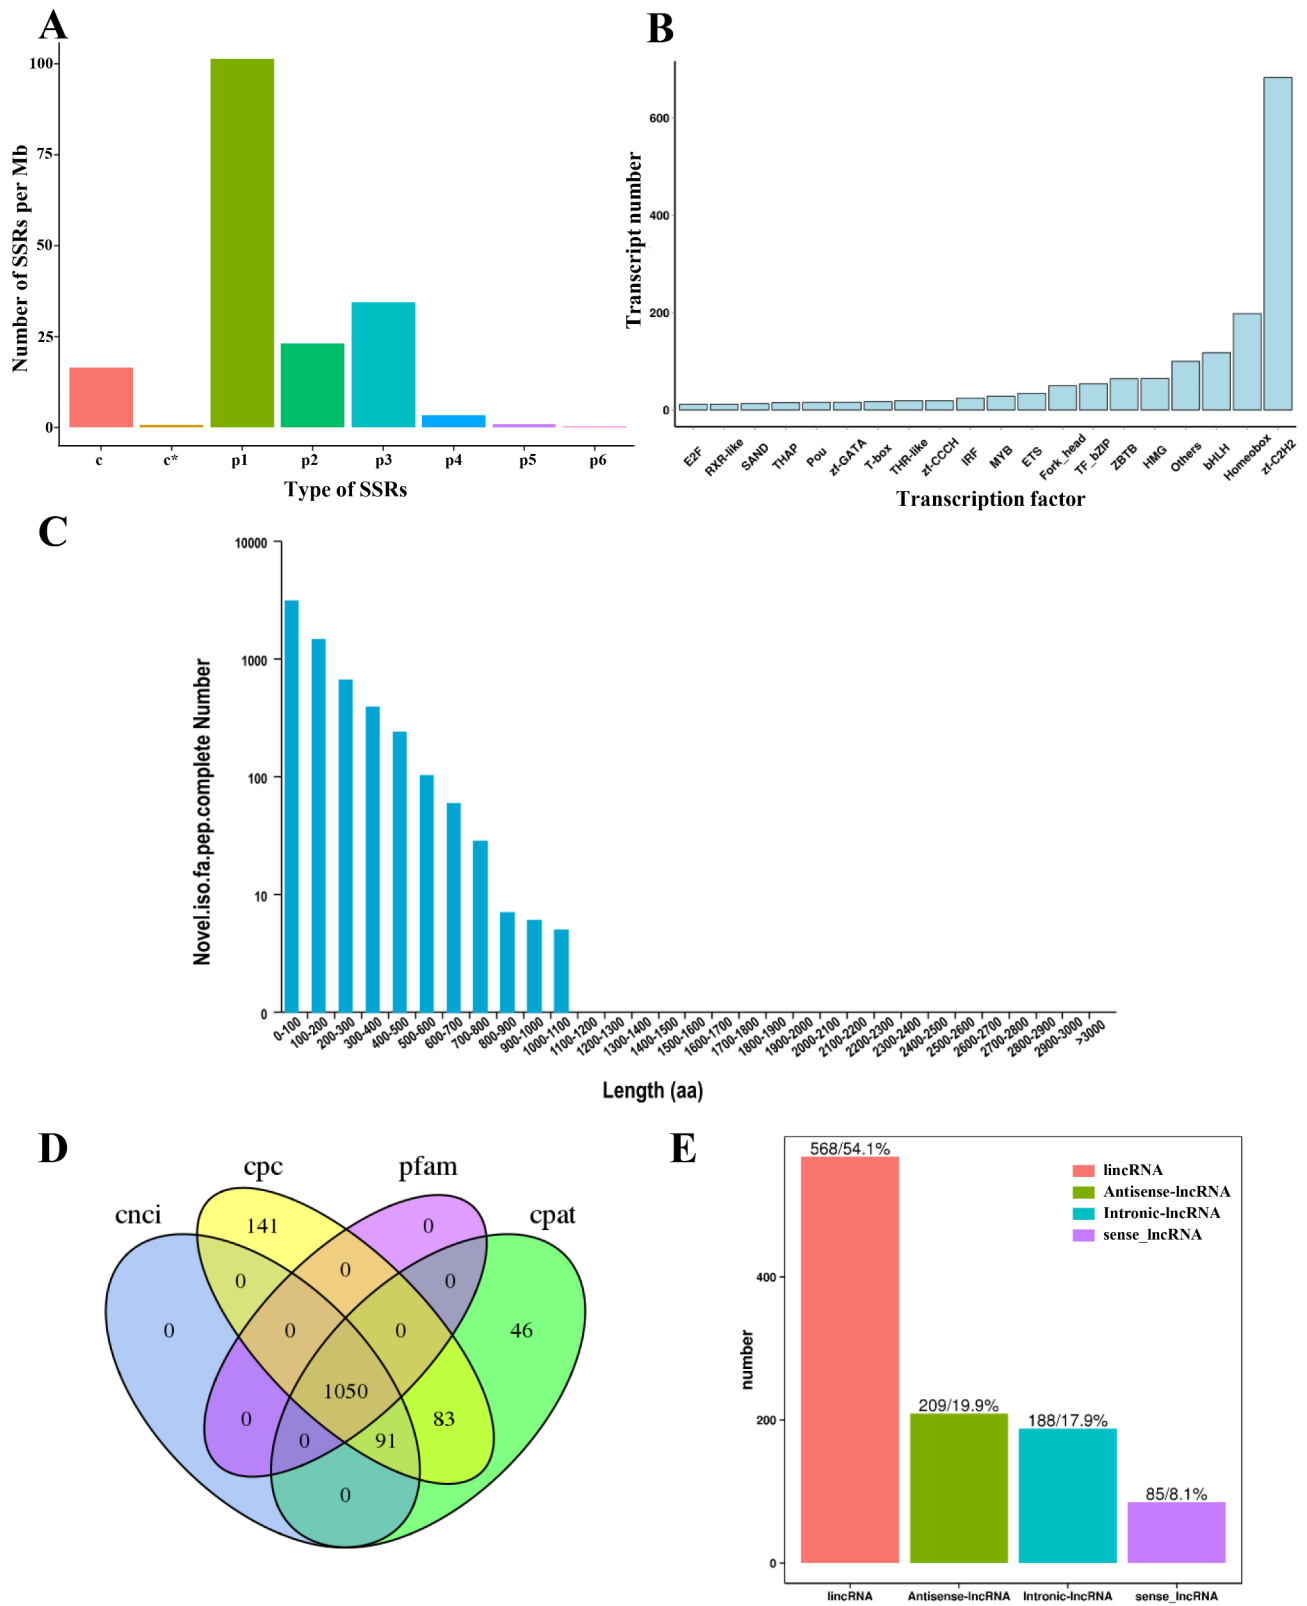 A
100
75
50
25
0
Number of SSRs per Mb
c c* p1 p2 p3 p4 p5 p6
Type of SSRs
B
600
400
200
0
Transcript number
E2F RXR-like SAND THAP Pou zf-GATA T-box THR-like zf-CCCH IRF MYB ETS Fork_head TF_bZIP ZBTB HMG Others bHLH Homeobox zf-C2H2
Transcription factor
C
10000
1000
100
10
0
Novel.iso.fa.pep.complete Number
0-100 100-200 200-300 300-400 400-500 500-600 600-700 700-800 800-900 900-1000 1000-1100 1100-1200 1200-1300 1300-1400 1400-1500 1500-1600 1600-1700 1700-1800 1800-1900 1900-2000 2000-2100 2100-2200 2200-2300 2300-2400 2400-2500 2500-2600 2600-2700 2700-2800 2800-2900 2900-3000 >3000
Length (aa)
D
cpc pfam
cnci cpat
141 0
0 0 0
0 0 0 46
1050
0 83
0 91
0
E
568/54.1%
lincRNA
Antisense-lncRNA
Intronic-lncRNA
sense_lncRNA
209/19.9%
188/17.9%
85/8.1%
400
200
0
number
lincRNA Antisense-lncRNA Intronic-lncRNA sense_lncRNA